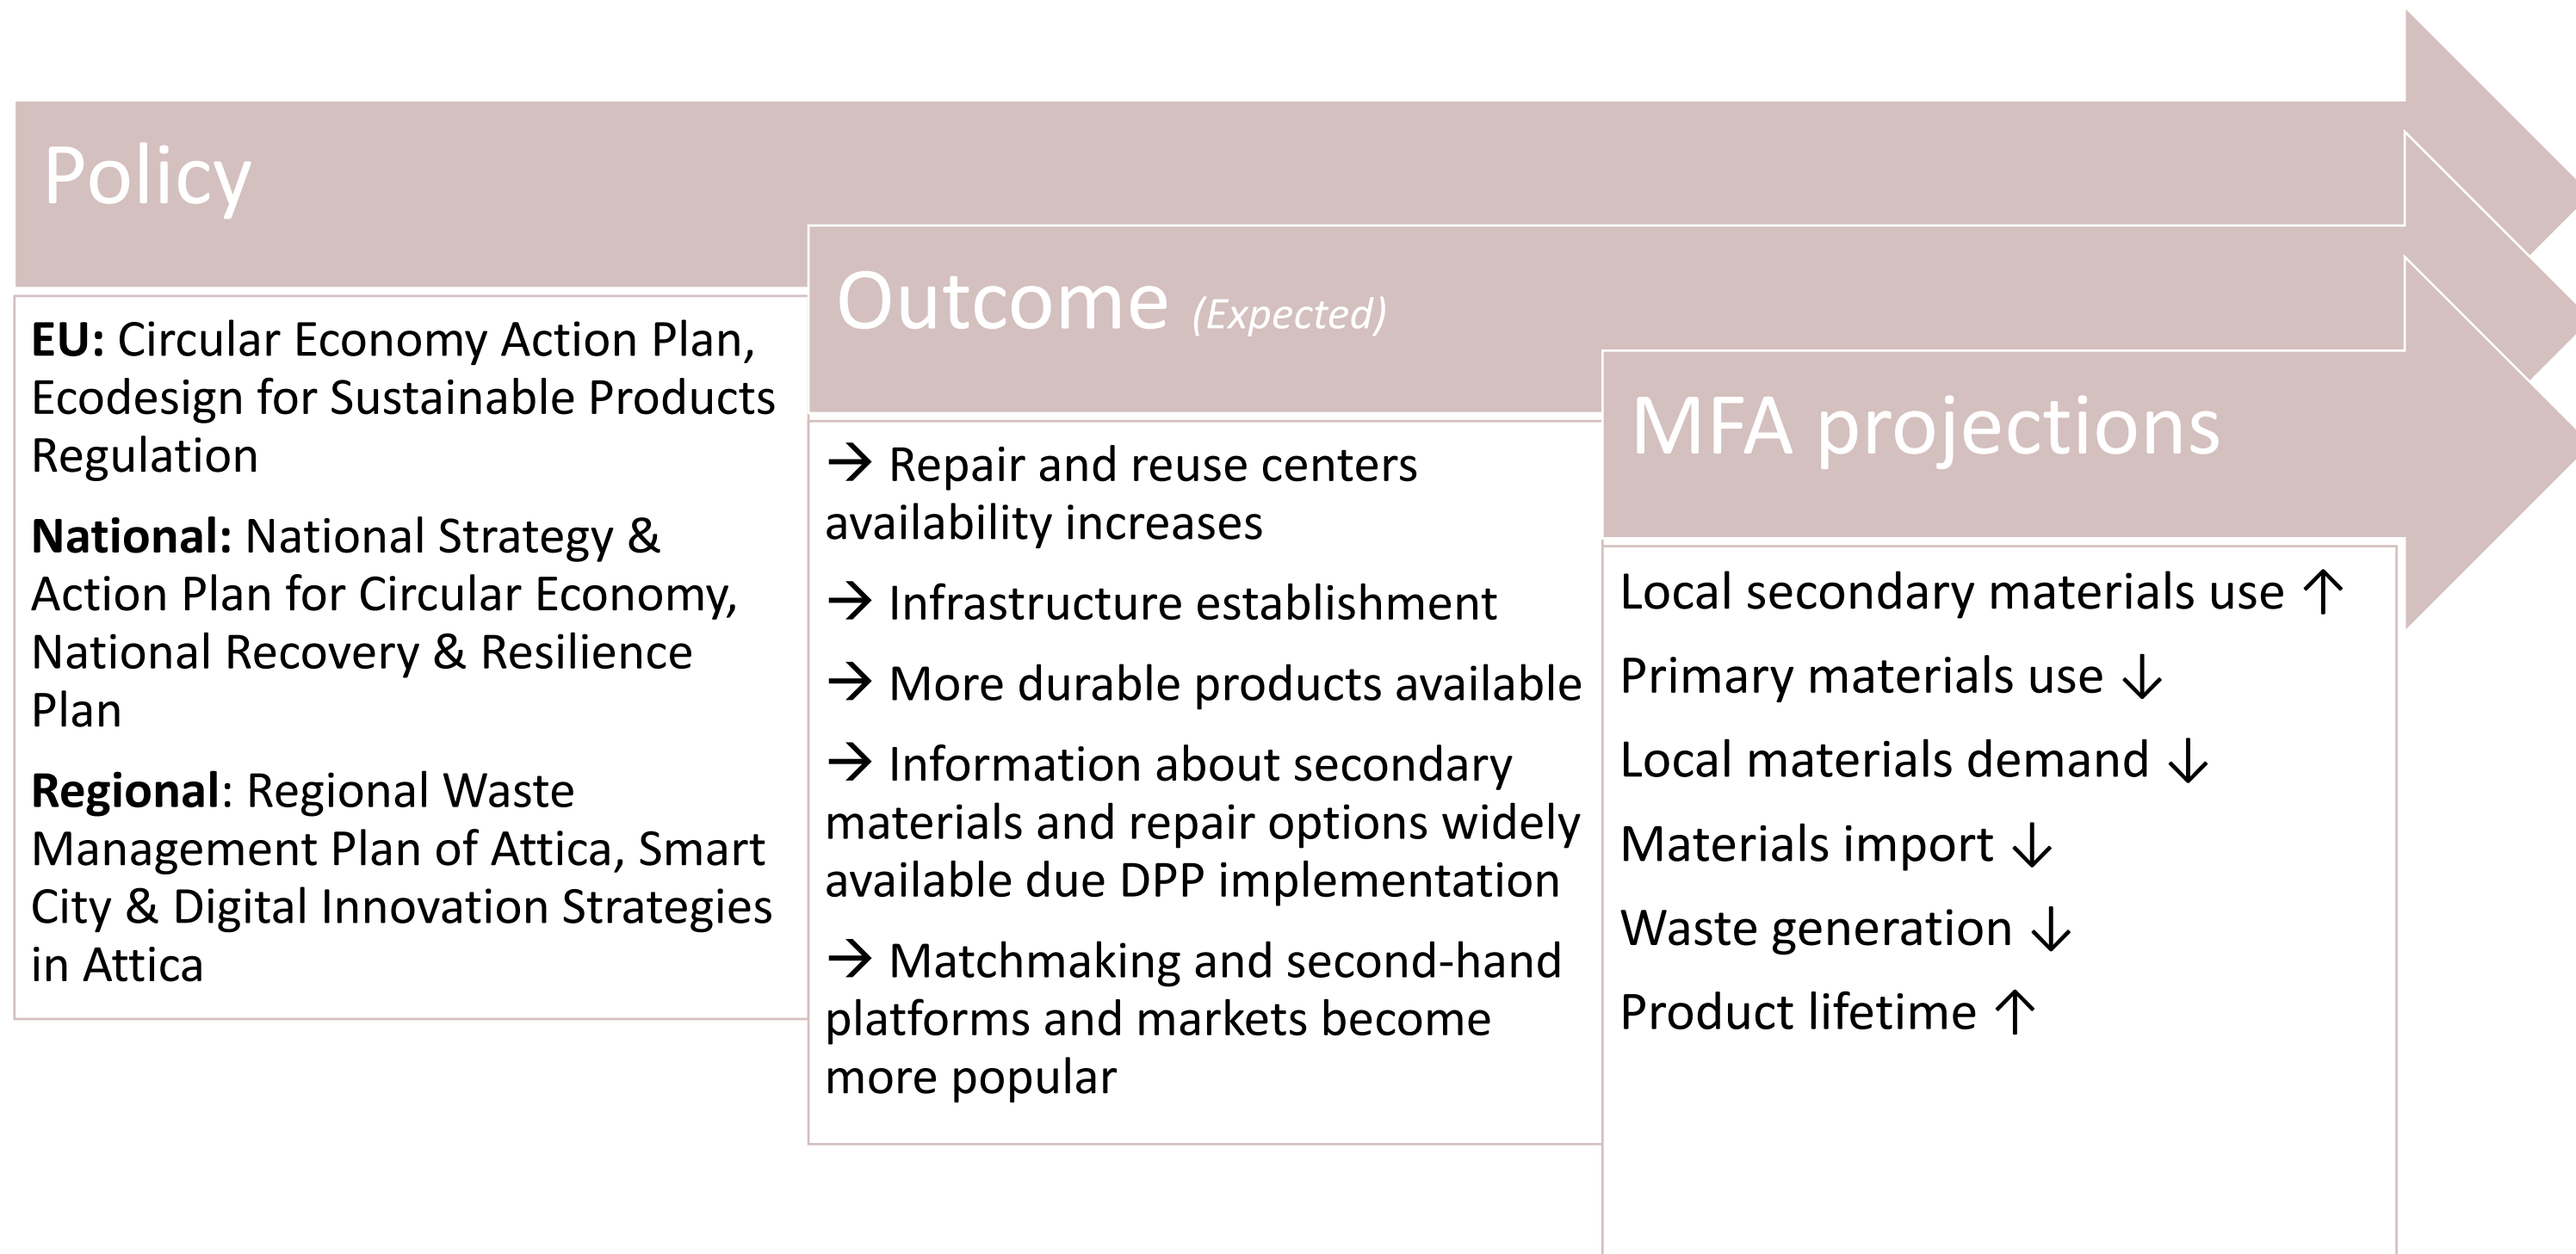 Policy
EU: Circular Economy Action Plan,
Ecodesign for Sustainable Products
Regulation
National: National Strategy &
Action Plan for Circular Economy,
National Recovery & Resilience
Plan
Regional: Regional Waste
Management Plan of Attica, Smart
City & Digital Innovation Strategies
in Attica
Outcome (Expected)
→ Repair and reuse centers
availability increases
→ Infrastructure establishment
→ More durable products available
→ Information about secondary
materials and repair options widely
available due DPP implementation
→ Matchmaking and second-hand
platforms and markets become
more popular
MFA projections
Local secondary materials use ↑
Primary materials use ↓
Local materials demand ↓
Materials import ↓
Waste generation ↓
Product lifetime ↑